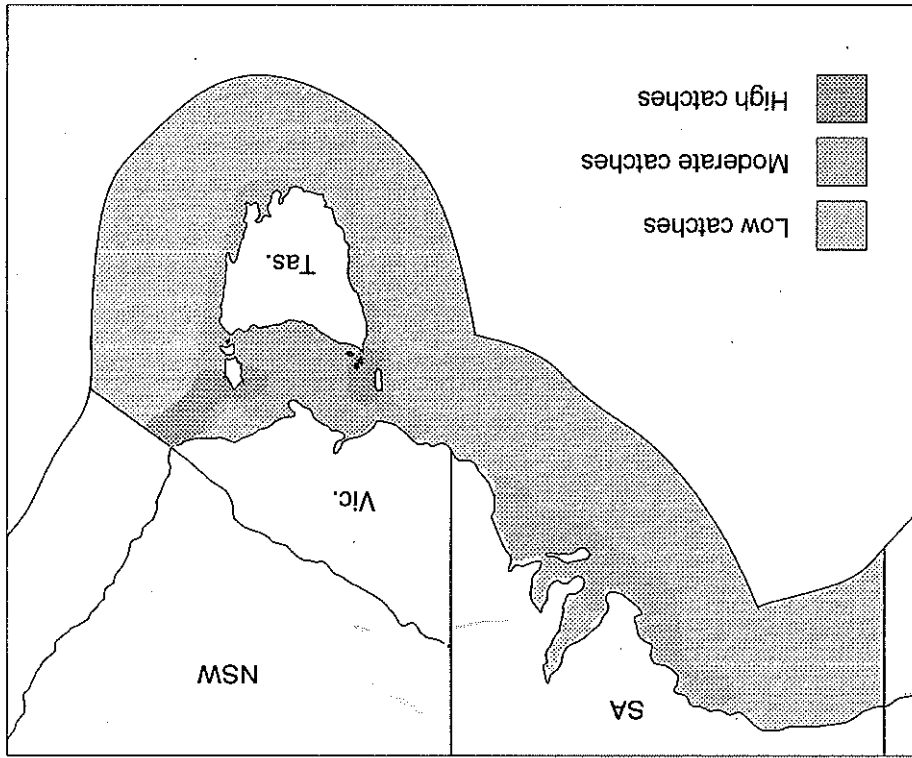 SA
NSW
Vic.
Tas.
Low catches
Moderate catches
High catches